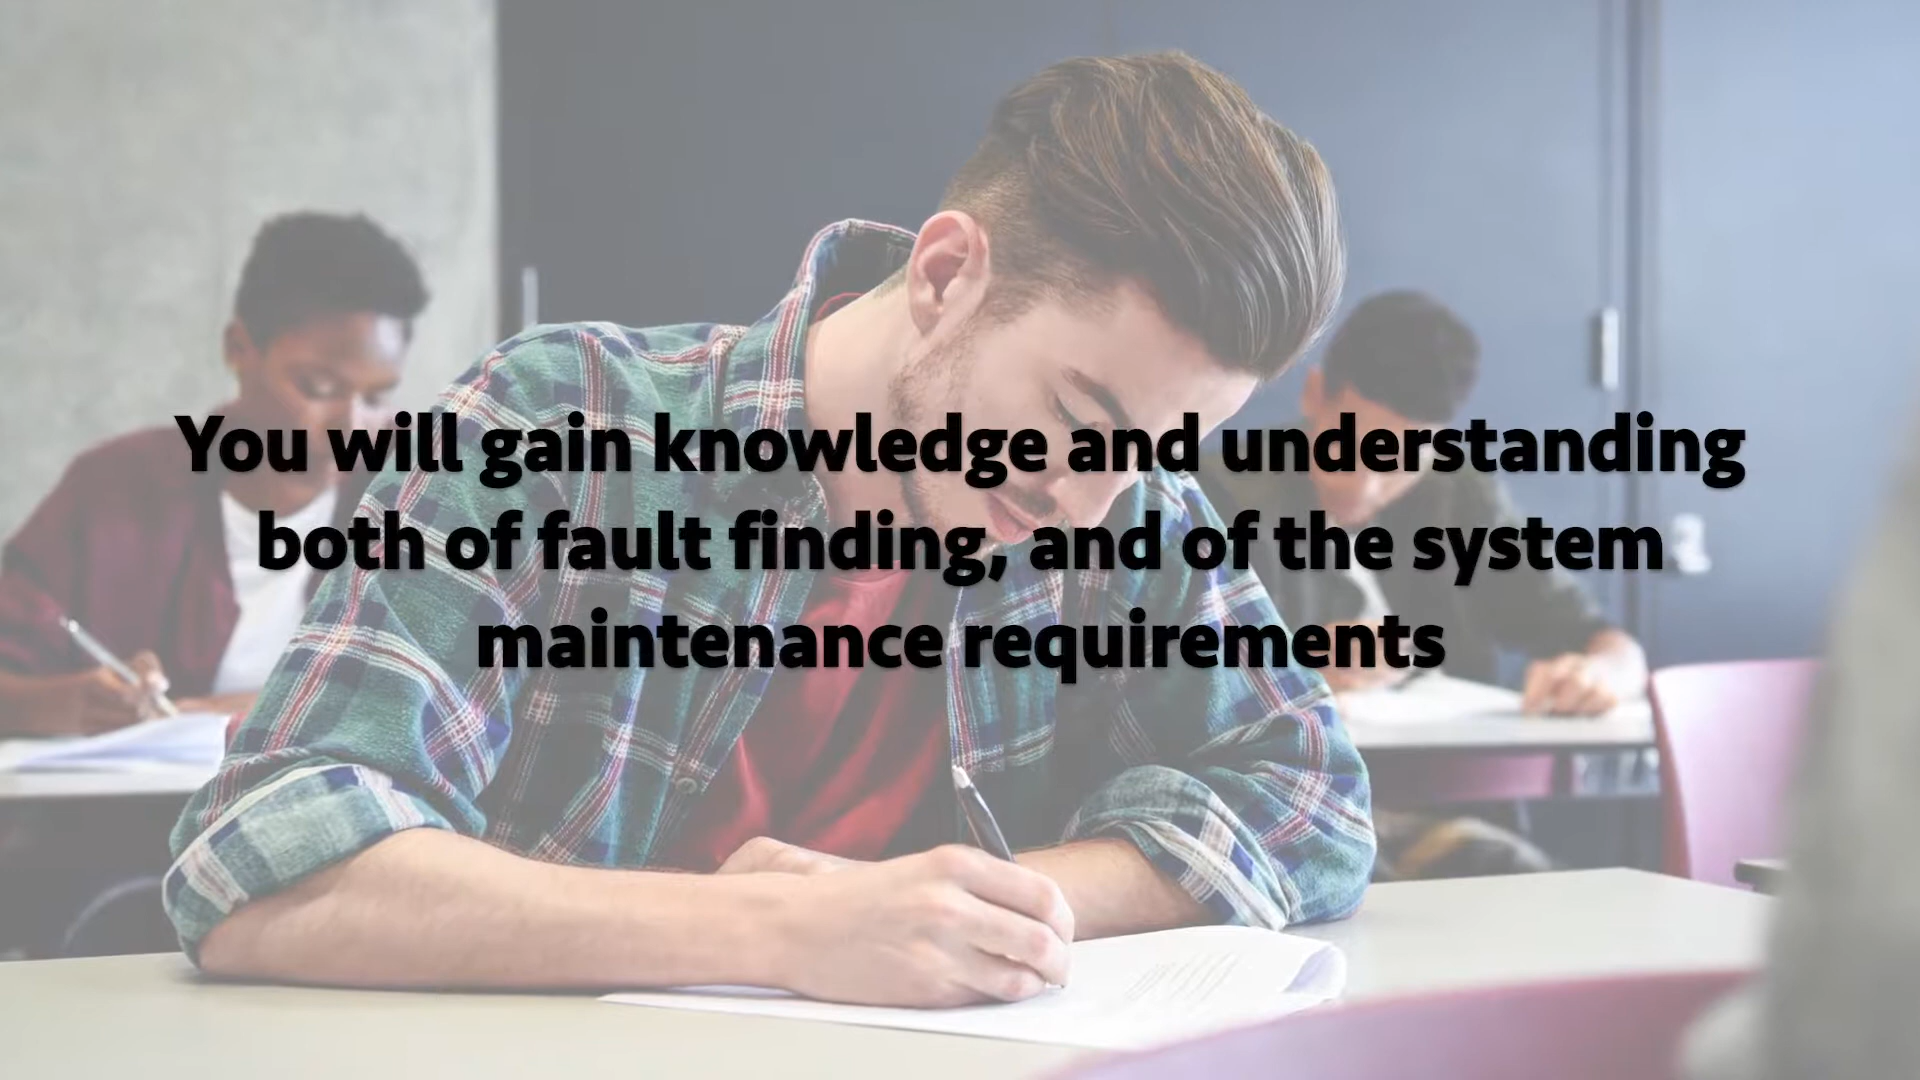 You will gain knowledge and understanding
both of fault finding, and of the system
maintenance requirements